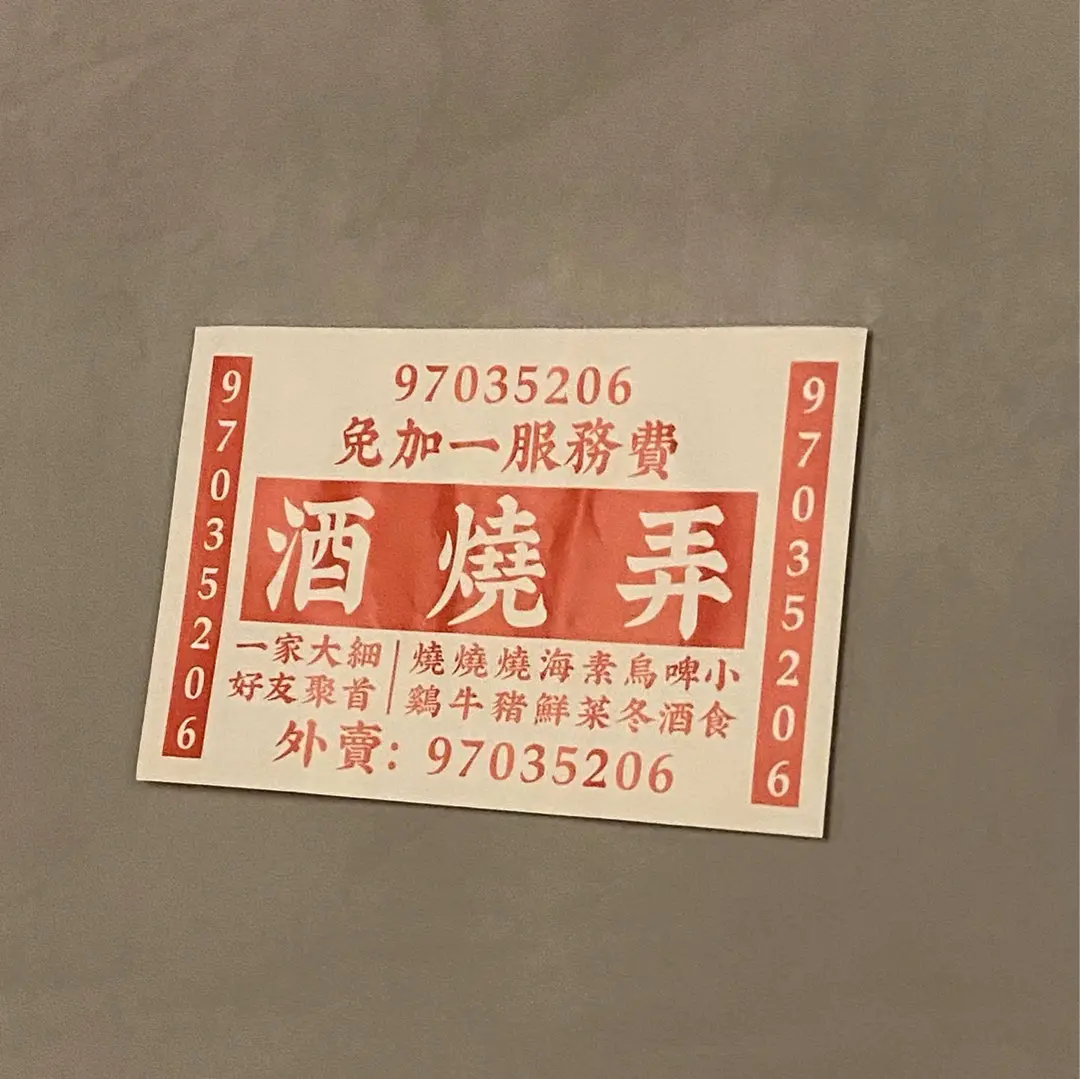 97035206
免加一服務費
97035206
酒燒弄
97035206
一家大細
好友聚首
燒燒燒海素烏啤小
鷄牛豬鮮菜冬酒食
外賣: 97035206